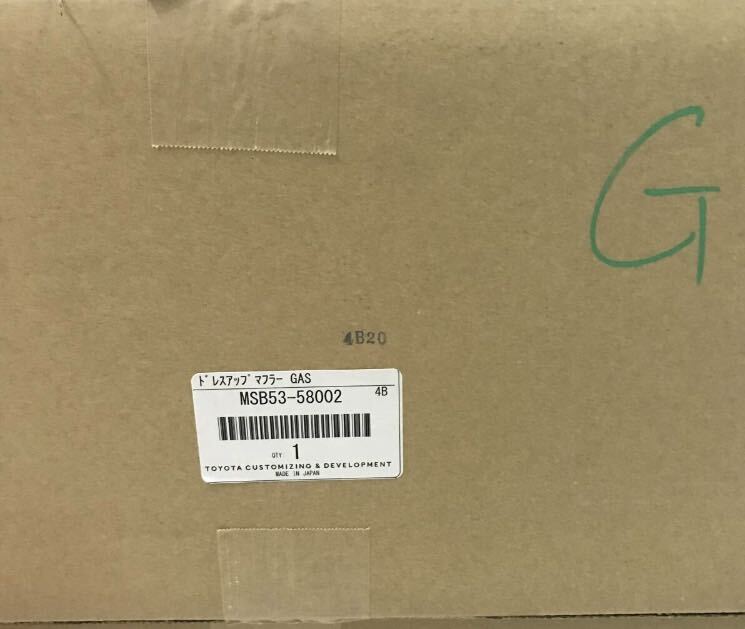 G
4B20
ドレスアップマフラー GAS
MSB53-58002
4B
QTY 1
TOYOTA CUSTOMIZING & DEVELOPMENT
MADE IN JAPAN